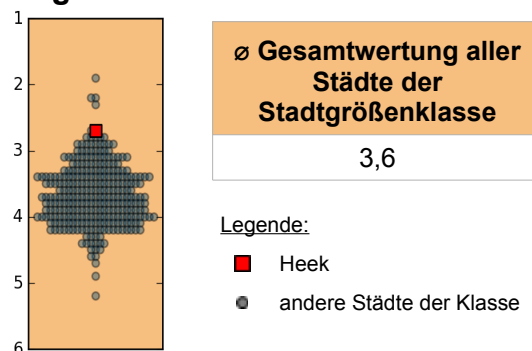 1
2
3
4
5
6
ø Gesamtwertung aller
Städte der
Stadtgrößenklasse
3,6
Legende:
Heek
andere Städte der Klasse